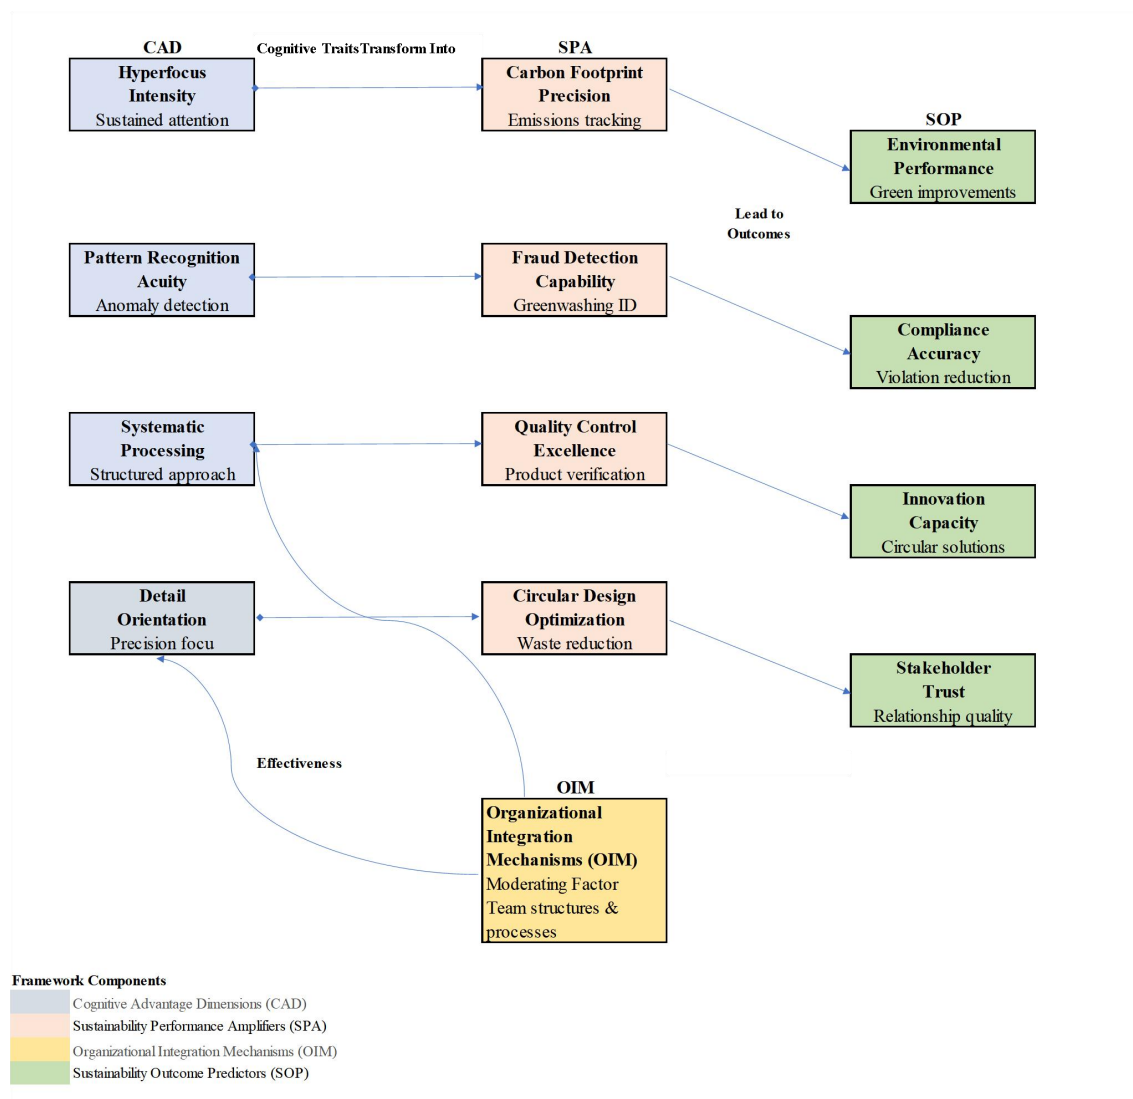 CAD
Cognitive TraitsTransform Into
SPA
Hyperfocus
Intensity
Sustained attention
Carbon Footprint
Precision
Emissions tracking
SOP
Environmental
Performance
Green improvements
Lead to
Outcomes
Pattern Recognition
Acuity
Anomaly detection
Fraud Detection
Capability
Greenwashing ID
Compliance
Accuracy
Violation reduction
Systematic
Processing
Structured approach
Quality Control
Excellence
Product verification
Innovation
Capacity
Circular solutions
Detail
Orientation
Precision focu
Circular Design
Optimization
Waste reduction
Stakeholder
Trust
Relationship quality
Effectiveness
OIM
Organizational
Integration
Mechanisms (OIM)
Moderating Factor
Team structures &
processes
Framework Components
Cognitive Advantage Dimensions (CAD)
Sustainability Performance Amplifiers (SPA)
Organizational Integration Mechanisms (OIM)
Sustainability Outcome Predictors (SOP)